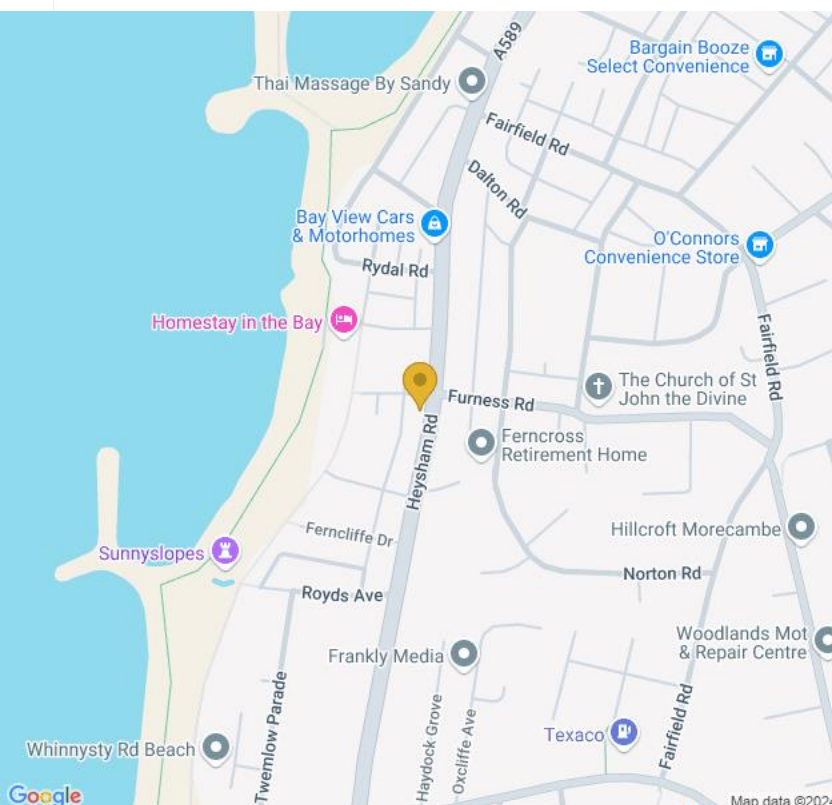 A589
Bargain Booze
Select Convenience
Thai Massage By Sandy
Fairfield Rd
Dalton Rd
Bay View Cars
& Motorhomes
O'Connors
Convenience Store
Rydal Rd
Homestay in the Bay
Fairfield Rd
The Church of St
John the Divine
Furness Rd
Heysham Rd
Ferncross
Retirement Home
Hillcroft Morecambe
Ferncliffe Dr
Sunnyslopes
Norton Rd
Royds Ave
Woodlands Mot
& Repair Centre
Frankly Media
Twemlow Parade
Haydock Grove
Oxcliffe Ave
Fairfield Rd
Texaco
Whinnysty Rd Beach
Google
Map data ©202